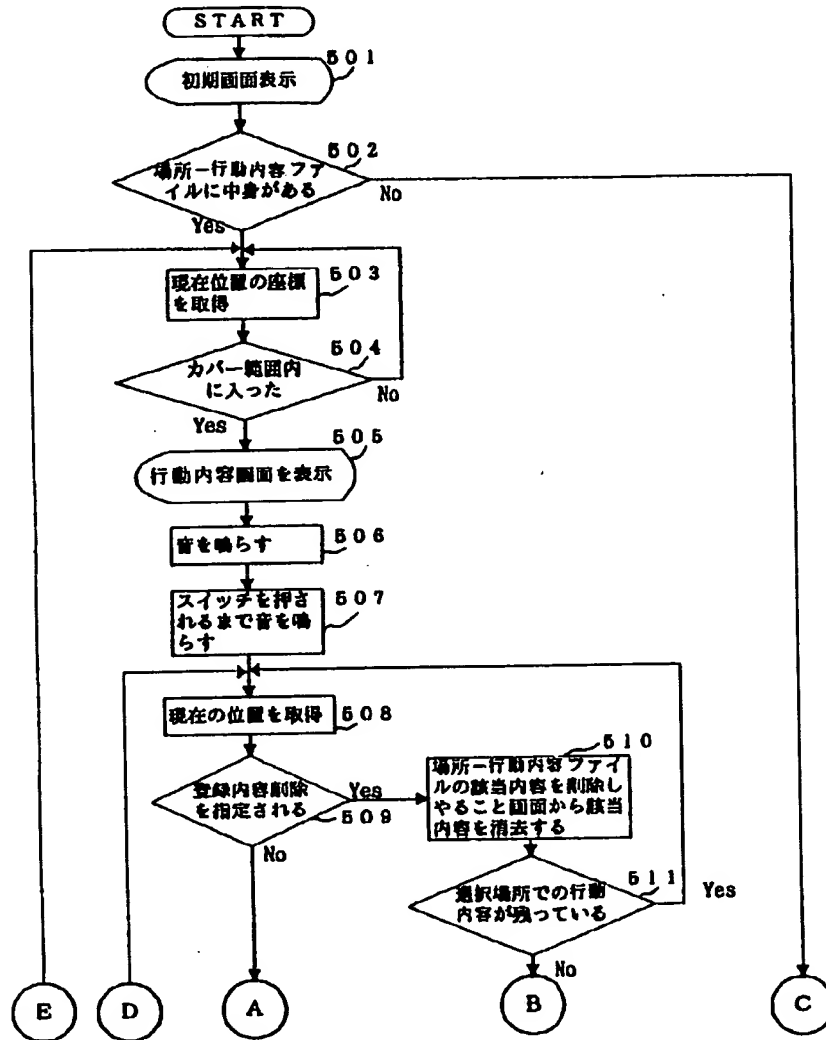 START
501
初期画面表示
502
場所－行動内容ファ
イルに中身がある
No
Yes
503
現在位置の座標
を取得
504
カバー範囲内
に入った
No
Yes
505
行動内容画面を表示
506
音を鳴らす
507
スイッチを押さ
れるまで音を鳴
らす
508
現在の位置を取得
509
登録内容削除
を指定される
Yes
No
510
場所－行動内容ファイ
ルの該当内容を削除し
やること画面から該当
内容を消去する
511
選択場所での行動
内容が残っている
Yes
No
E
D
A
B
C